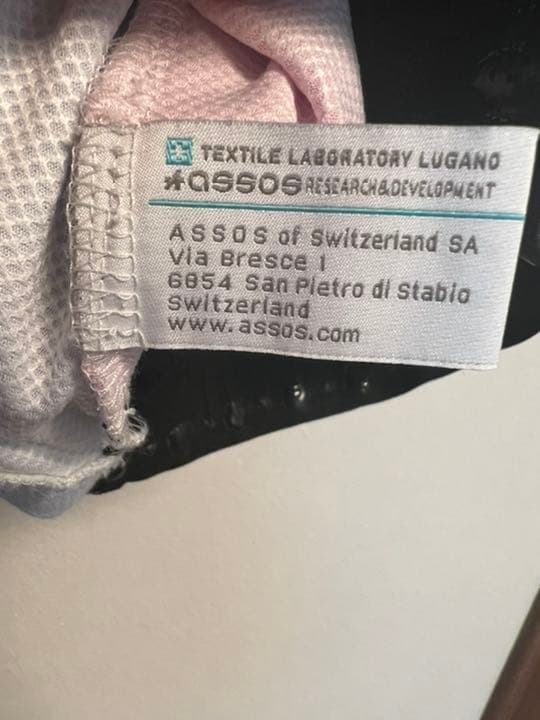 TEXTILE LABORATORY LUGANO
#assos RESEARCH&DEVELOPMENT
ASSOS of Switzerland SA
Via Bresce 1
6854 San Pietro di Stabio
Switzerland
www.assos.com